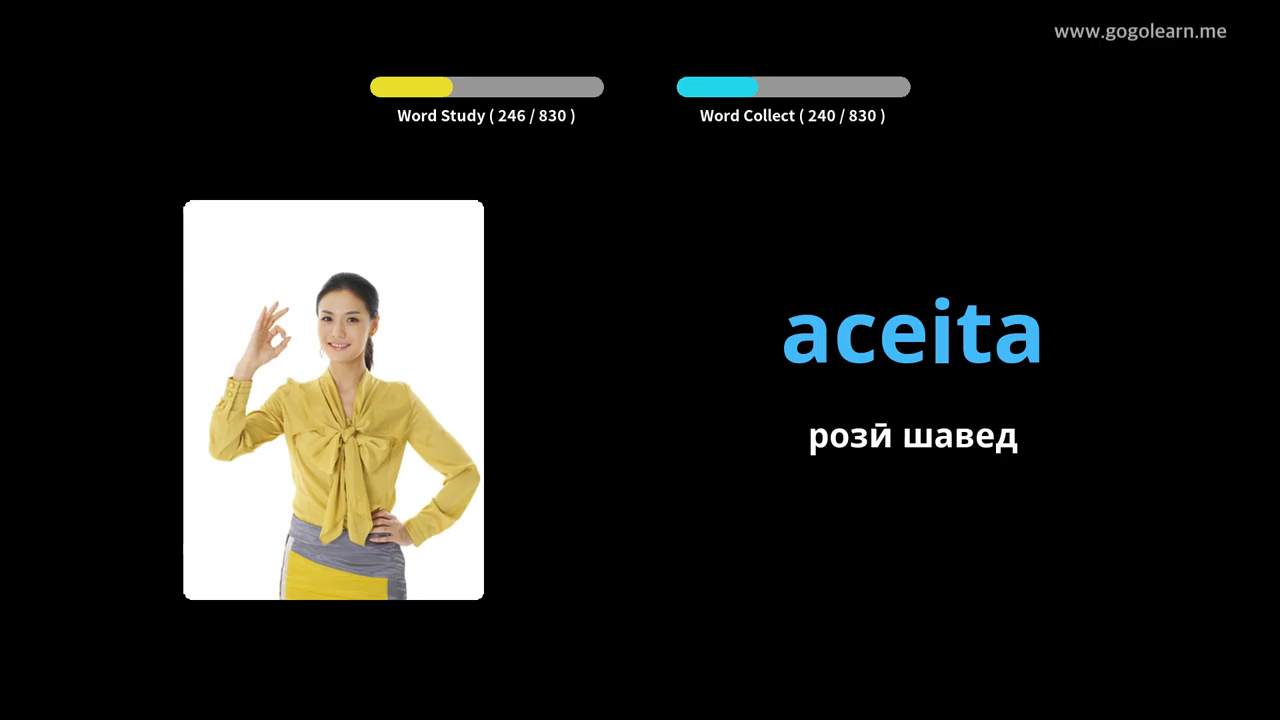 www.gogolearn.me
Word Study ( 246 / 830 )
Word Collect ( 240 / 830 )
aceita
розӣ шавед